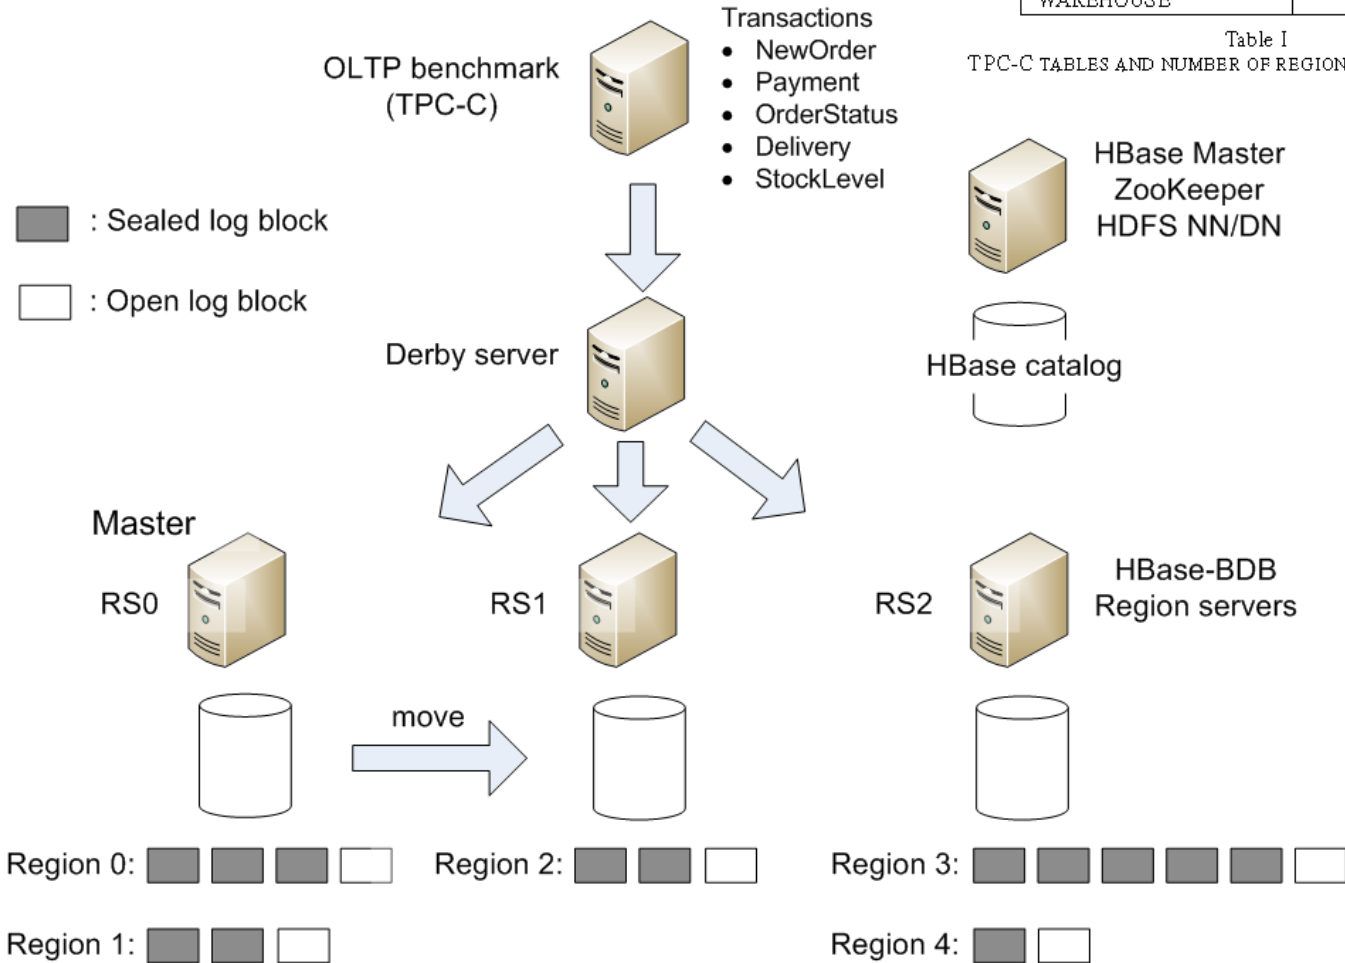 WAREHOUSE
Table I
TPC-C TABLES AND NUMBER OF REGION
Transactions
• NewOrder
• Payment
• OrderStatus
• Delivery
• StockLevel
OLTP benchmark
(TPC-C)
HBase Master
ZooKeeper
HDFS NN/DN
: Sealed log block
: Open log block
Derby server
HBase catalog
Master
RS0
RS1
RS2
HBase-BDB
Region servers
move
Region 0:
Region 2:
Region 3:
Region 1:
Region 4: